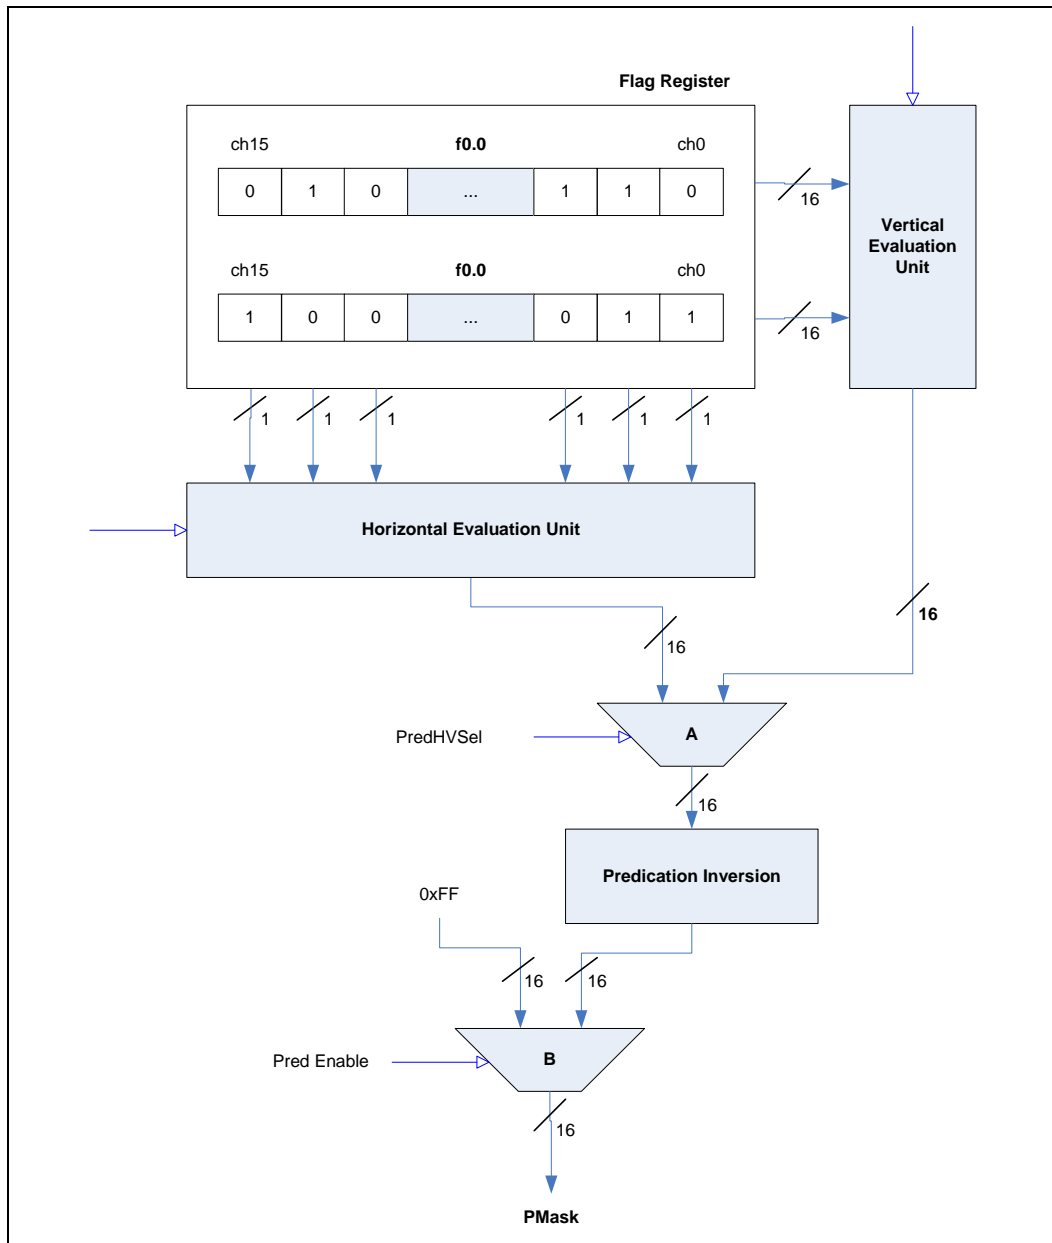 Flag Register
ch15 f0.0 ch0
0 1 0 ... 1 1 0
16
Vertical
Evaluation
Unit
ch15 f0.0 ch0
1 0 0 ... 0 1 1
16
1 1 1 1 1 1
Horizontal Evaluation Unit
16
16
PredHVSel
A
16
Predication Inversion
0xFF
16 16
Pred Enable
B
16
PMask